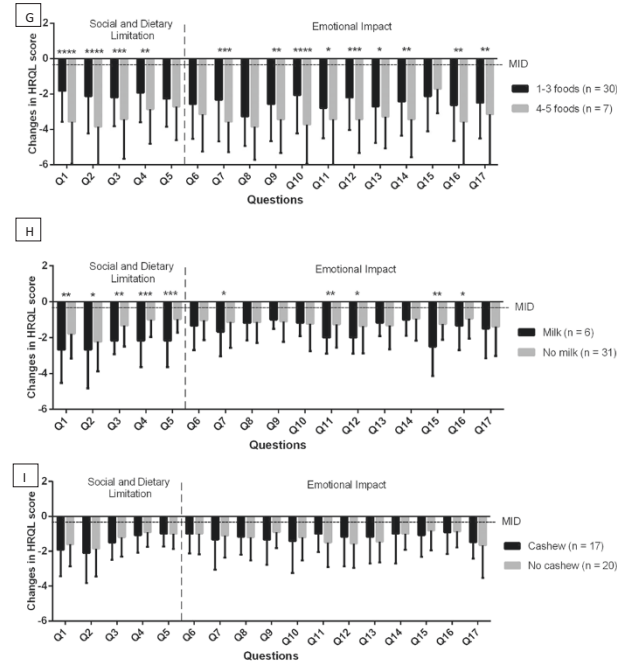 G
Social and Dietary
Limitation
Emotional Impact
2
**** **** *** ** *** ** **** * *** * ** ** **
0
-2
-4
-6
MID
1-3 foods (n = 30)
4-5 foods (n = 7)
Changes in HRQL score
Q1 Q2 Q3 Q4 Q5 Q6 Q7 Q8 Q9 Q10 Q11 Q12 Q13 Q14 Q15 Q16 Q17
Questions
H
Social and Dietary
Limitation
Emotional Impact
2
** * ** *** *** * ** * ** *
0
-2
-4
-6
MID
Milk (n = 6)
No milk (n = 31)
Changes in HRQL score
Q1 Q2 Q3 Q4 Q5 Q6 Q7 Q8 Q9 Q10 Q11 Q12 Q13 Q14 Q15 Q16 Q17
Questions
I
Social and Dietary
Limitation
Emotional Impact
2
0
-2
-4
-6
MID
Cashew (n = 17)
No cashew (n = 20)
Changes in HRQL score
Q1 Q2 Q3 Q4 Q5 Q6 Q7 Q8 Q9 Q10 Q11 Q12 Q13 Q14 Q15 Q16 Q17
Questions